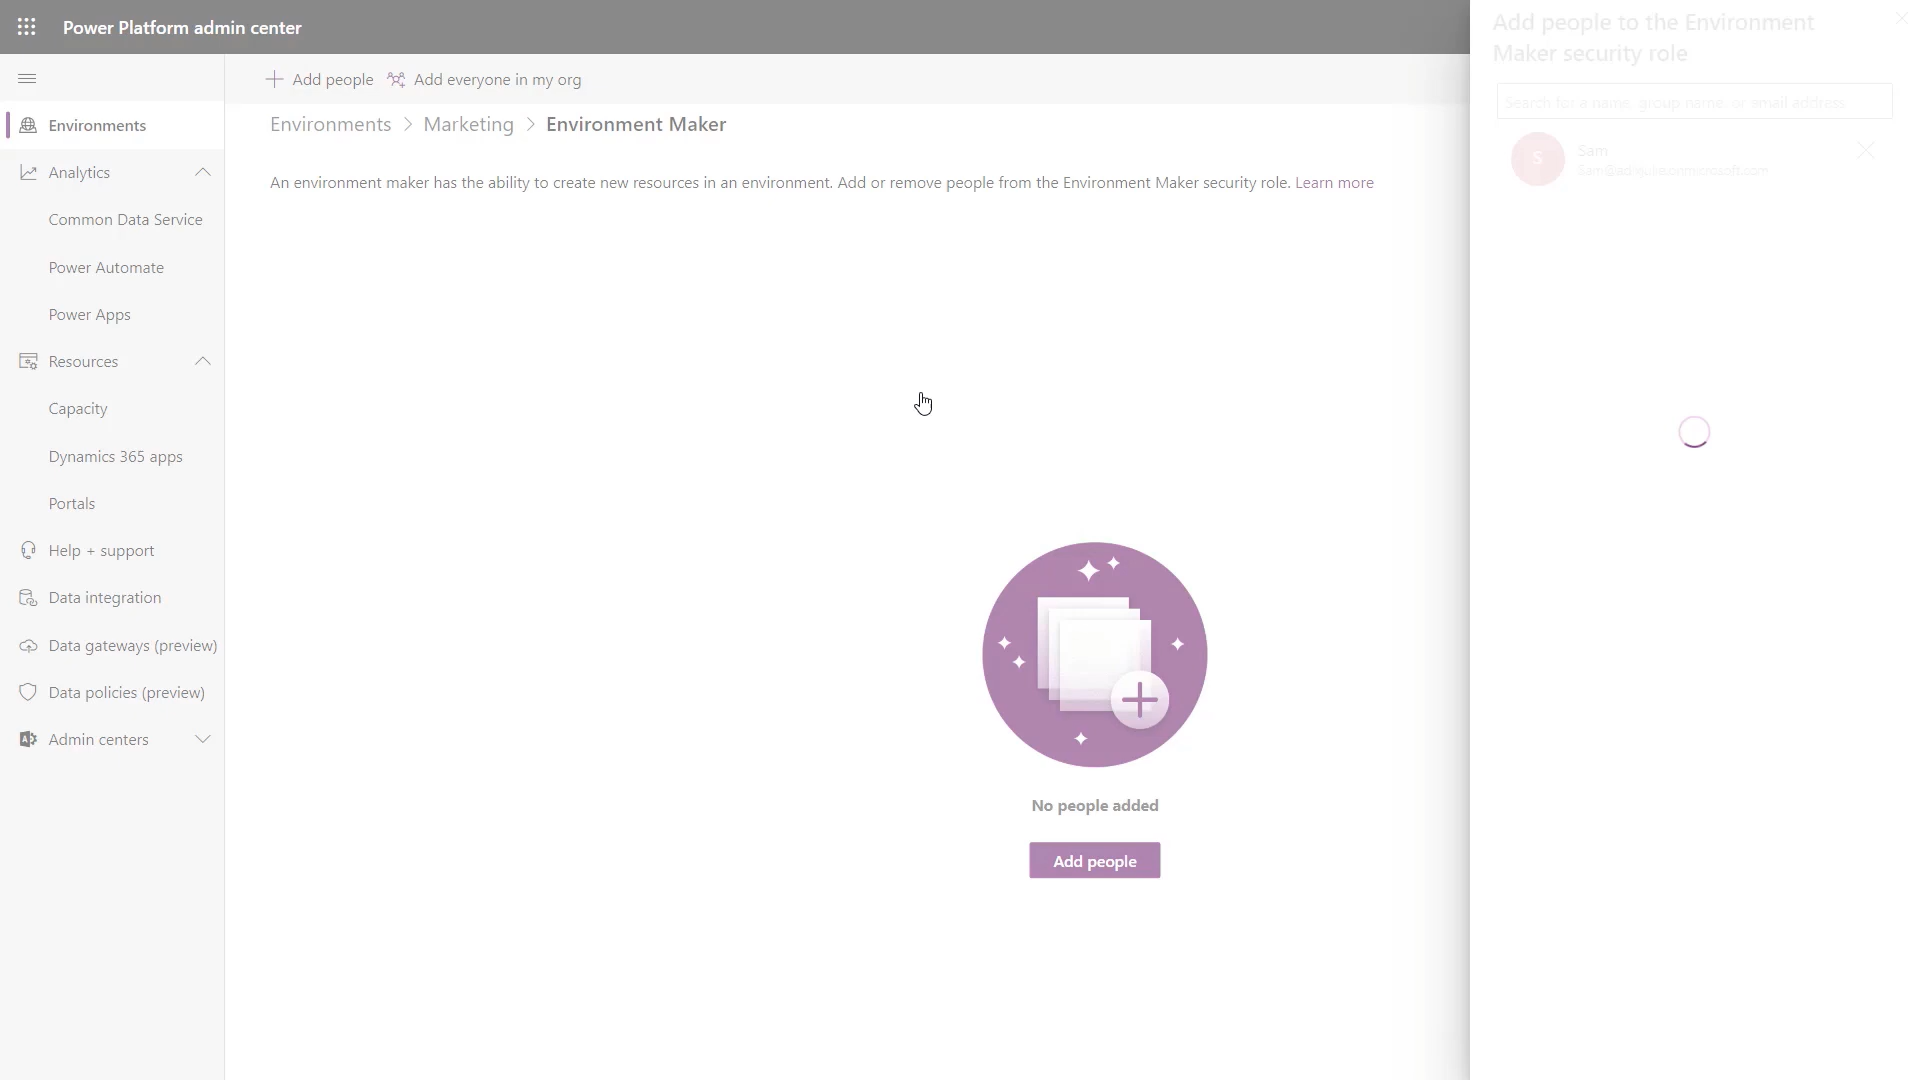 Power Platform admin center
Add people
Add everyone in my org
Environments
Analytics
Common Data Service
Power Automate
Power Apps
Resources
Capacity
Dynamics 365 apps
Portals
Help + support
Data integration
Data gateways (preview)
Data policies (preview)
Admin centers
Environments > Marketing > Environment Maker
An environment maker has the ability to create new resources in an environment. Add or remove people from the Environment Maker security role. Learn more
No people added
Add people
Add people to the Environment
Maker security role
Search for a name, group name, or email address
S
Sam